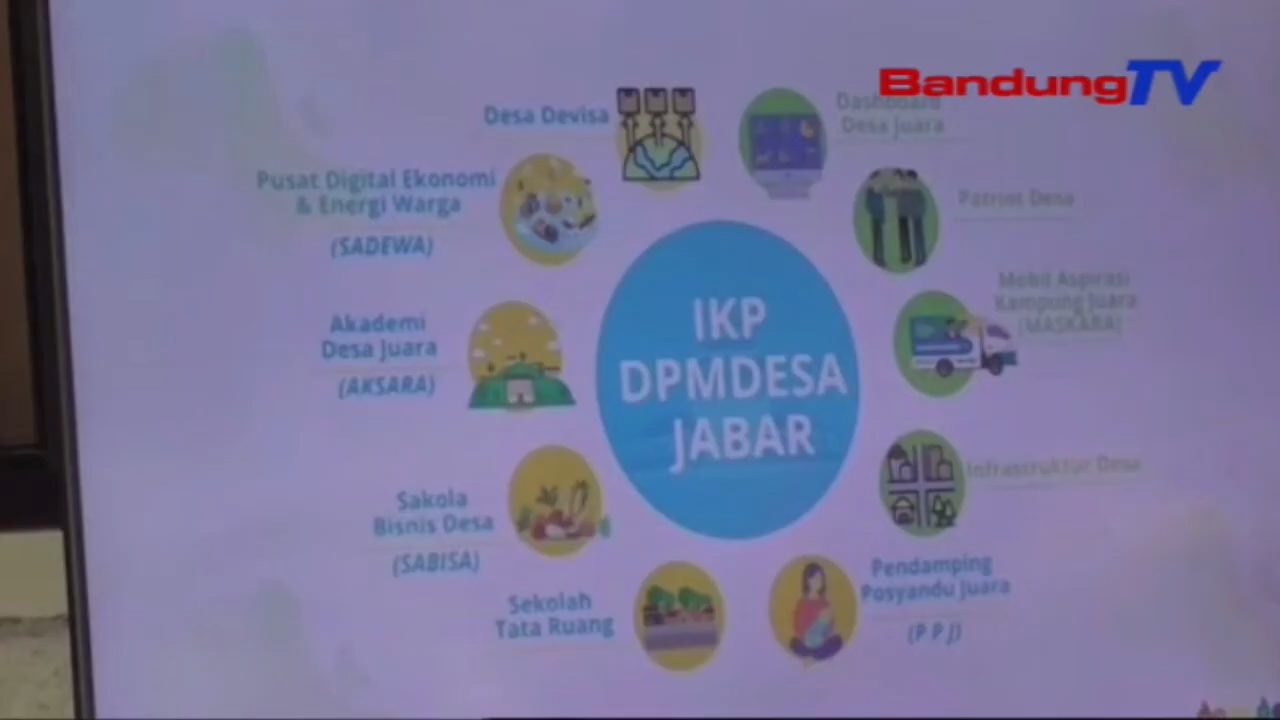 BandungTV
Desa Devisa
Dashboard
Desa Juara
Pusat Digital Ekonomi
& Energi Warga
(SADEWA)
Patriot Desa
Mobil Aspirasi
Kampung Juara
(MASKARA)
Akademi
Desa Juara
(AKSARA)
IKP
DPMDESA
JABAR
Infrastruktur Desa
Sakola
Bisnis Desa
(SABISA)
Pendamping
Posyandu Juara
(P P J)
Sekolah
Tata Ruang